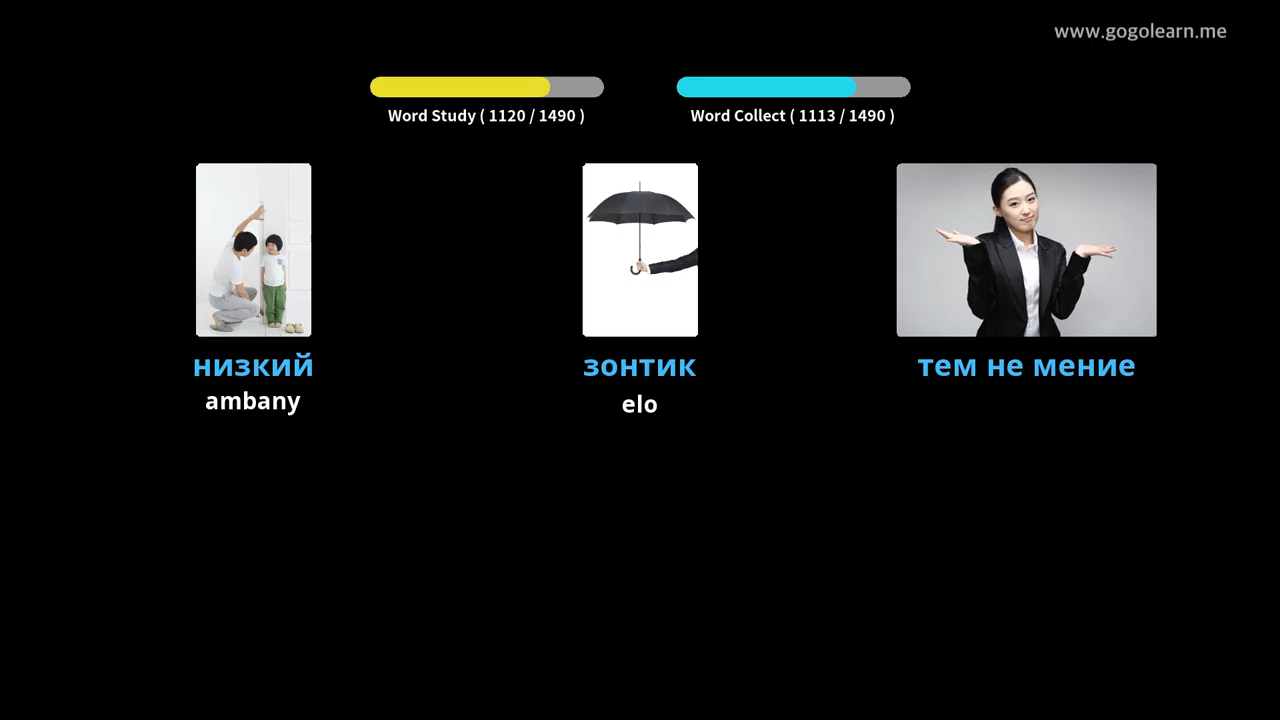 www.gogolearn.me
Word Study ( 1120 / 1490 )
Word Collect ( 1113 / 1490 )
низкий
ambany
зонтик
elo
тем не мение